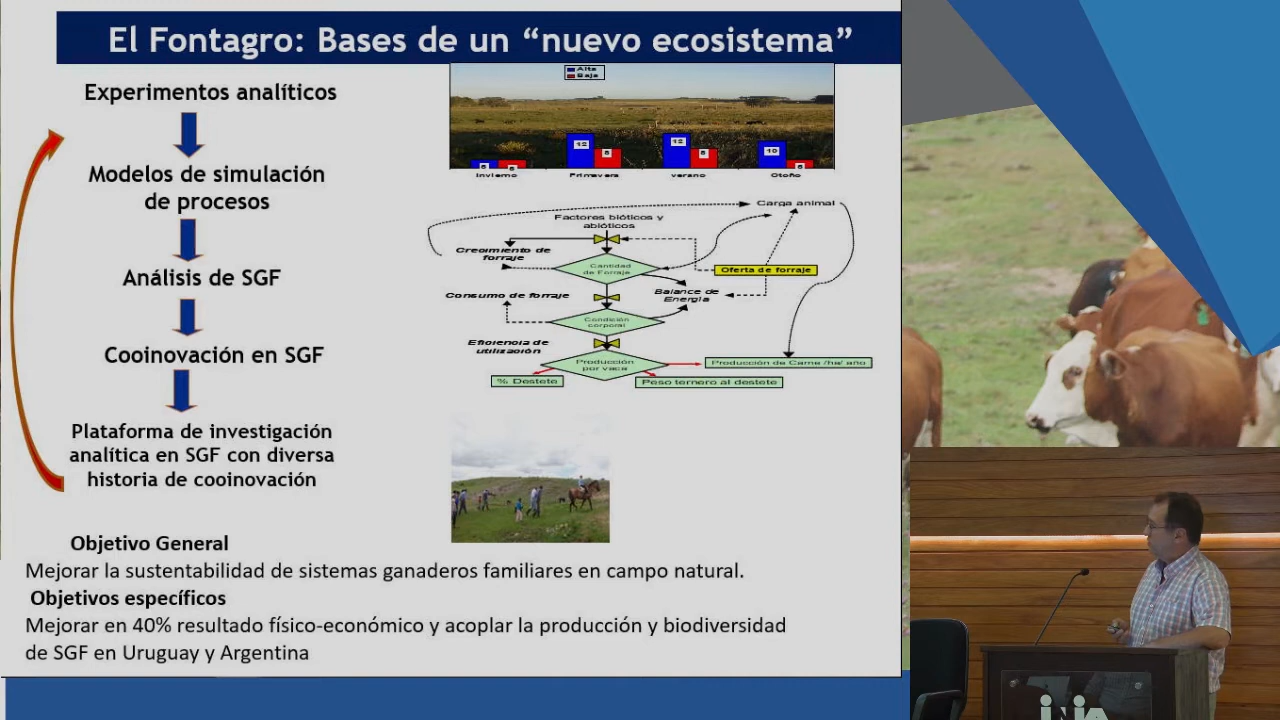 El Fontagro: Bases de un “nuevo ecosistema”
Experimentos analíticos
Modelos de simulación
de procesos
Análisis de SGF
Cooinovación en SGF
Plataforma de investigación
analítica en SGF con diversa
historia de cooinovación
Alta
Baja
12
8
12
8
10
Invierno
Primavera
verano
Otoño
Carga animal
Factores bióticos y
abióticos
Crecimiento de
forraje
Cantidad
de Forraje
Oferta de forraje
Consumo de forraje
Balance de
Energía
Condición
corporal
Eficiencia de
utilización
Producción
por vaca
Producción de Carne /ha/ año
% Destete
Peso ternero al destete
Objetivo General
Mejorar la sustentabilidad de sistemas ganaderos familiares en campo natural.
Objetivos específicos
Mejorar en 40% resultado físico-económico y acoplar la producción y biodiversidad
de SGF en Uruguay y Argentina
inia